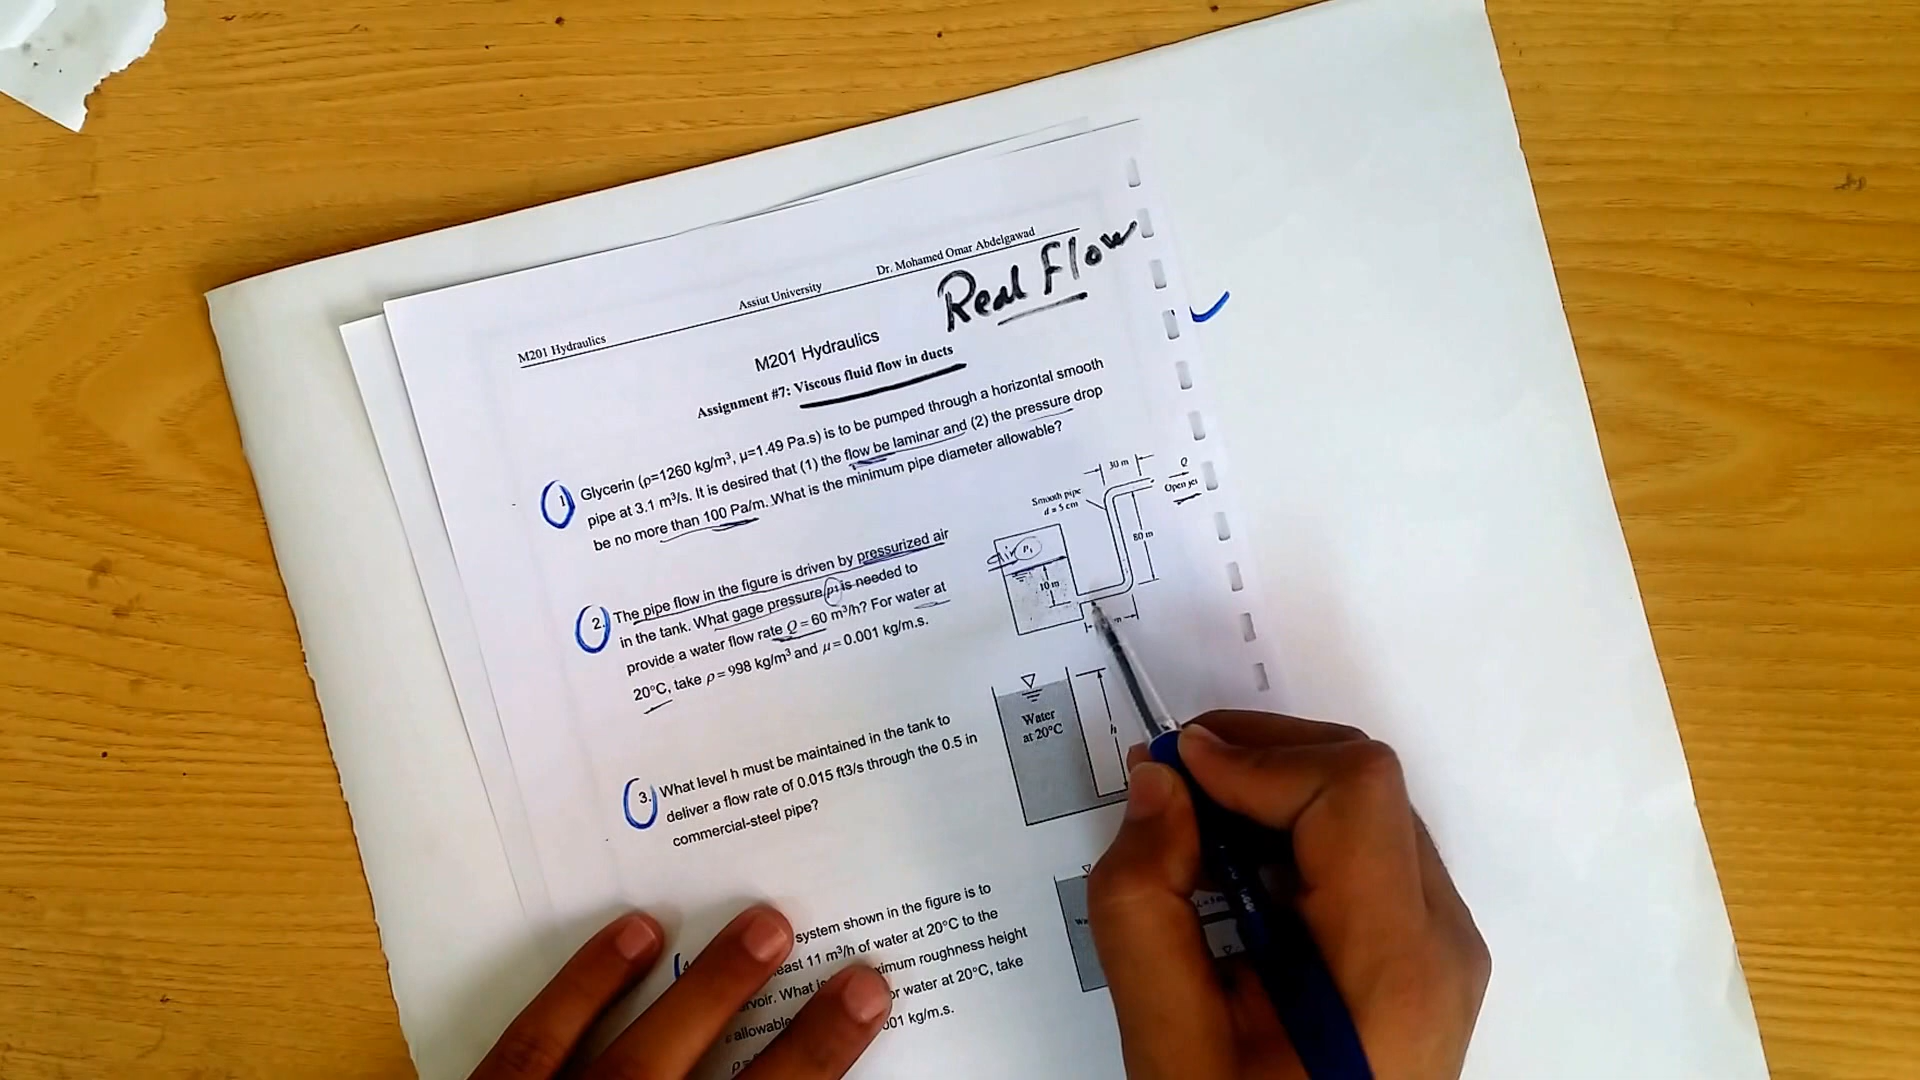 M201 Hydraulics
Assiut University
Dr. Mohamed Omar Abdelgawad
Real Flow
M201 Hydraulics
Assignment #7: Viscous fluid flow in ducts
1. Glycerin (ρ=1260 kg/m³, μ=1.49 Pa.s) is to be pumped through a horizontal smooth
pipe at 3.1 m³/s. It is desired that (1) the flow be laminar and (2) the pressure drop
be no more than 100 Pa/m. What is the minimum pipe diameter allowable?
2. The pipe flow in the figure is driven by pressurized air
in the tank. What gage pressure p1 is needed to
provide a water flow rate Q = 60 m³/h? For water at
20°C, take ρ = 998 kg/m³ and μ = 0.001 kg/m.s.
30 m
Q
Open jet
Smooth pipe
d = 5 cm
80 m
air
P₁
10 m
m
3. What level h must be maintained in the tank to
deliver a flow rate of 0.015 ft3/s through the 0.5 in
commercial-steel pipe?
Water
at 20°C
h
system shown in the figure is to
least 11 m³/h of water at 20°C to the
What
roughness height
allowable
water at 20°C, take
kg/m.s.